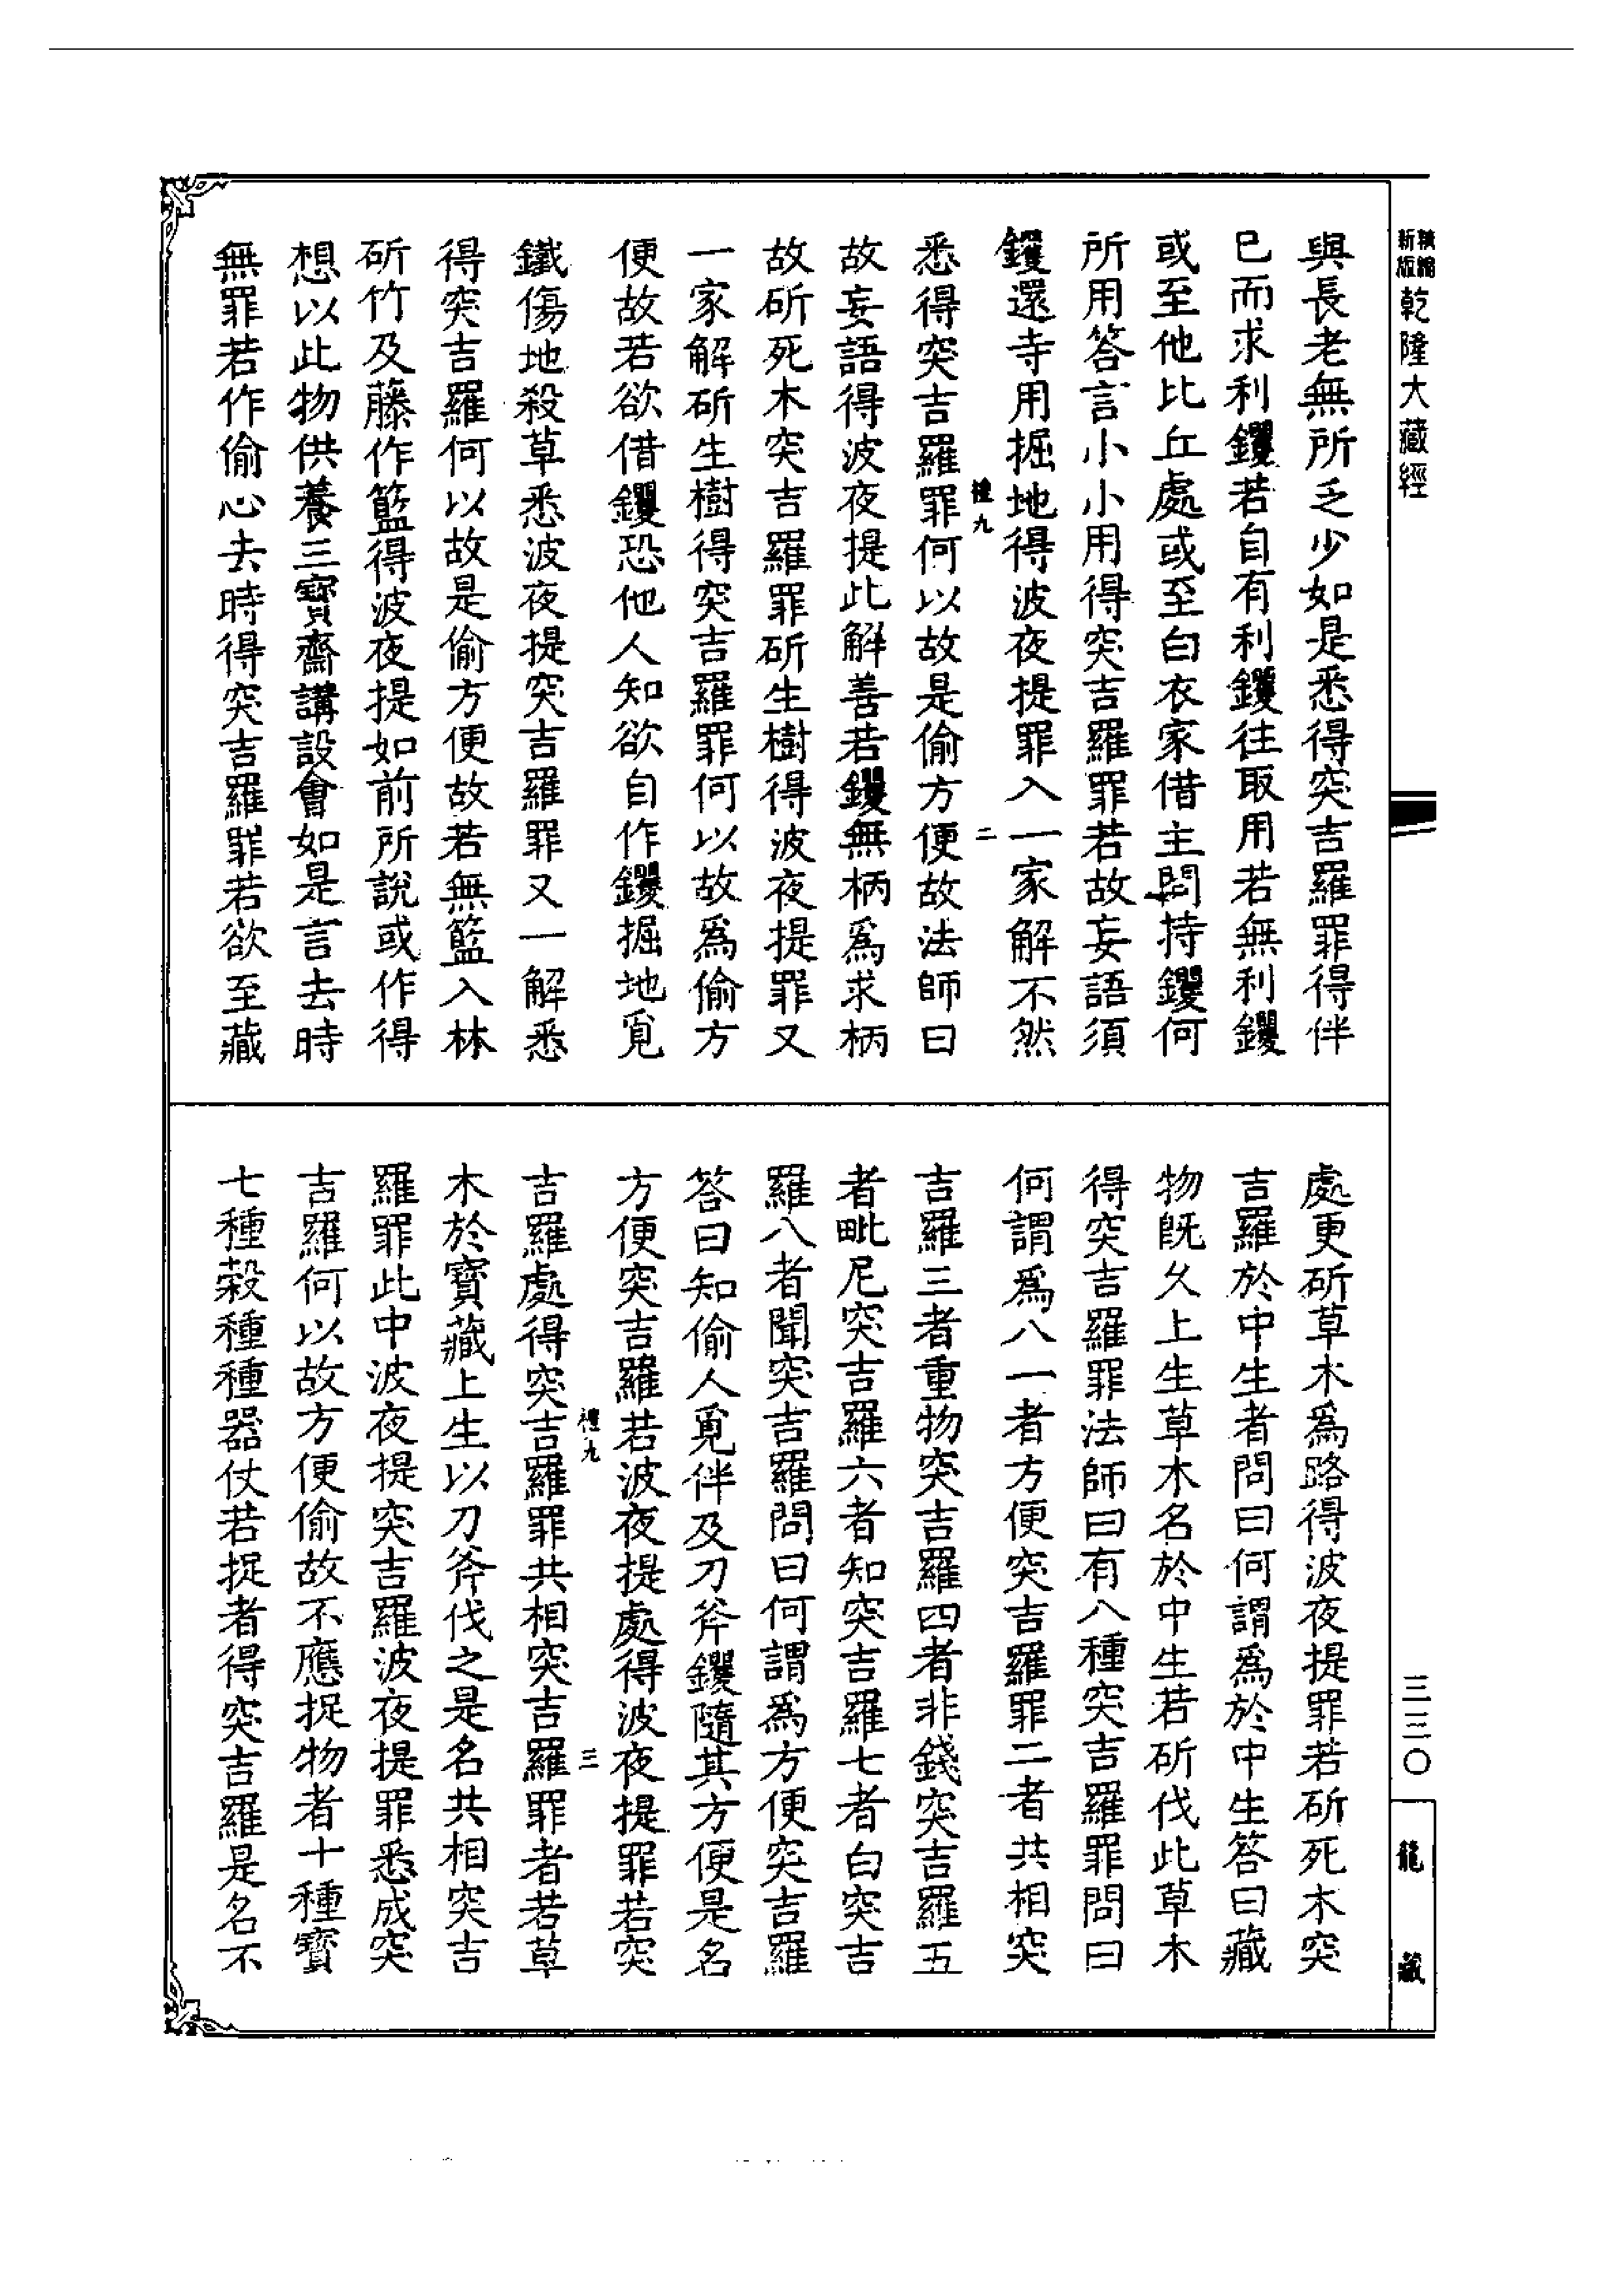 新版精縮乾隆大藏經
與長老無所乏少如是悉得突吉羅罪得伴
已而求利钁若自有利钁往取用若無利钁
或至他比丘處或至白衣家借主問持钁何
所用答言小小用得突吉羅罪若故妄語須
钁還寺用掘地得波夜提罪入一家解不然
禮九
二
悉得突吉羅罪何以故是偷方便故法師曰
故妄語得波夜提此解善若钁無柄爲求柄
故斫死木突吉羅罪斫生樹得波夜提罪又
一家解斫生樹得突吉羅罪何以故爲偷方
便故若欲借钁恐他人知欲自作钁掘地覓
鐵傷地殺草悉波夜提突吉羅罪又一解悉
得突吉羅何以故是偷方便故若無籃入林
斫竹及藤作籃得波夜提如前所說或作得
想以此物供養三寶齋講設會如是言去時
無罪若作偷心去時得突吉羅罪若欲至藏
處更斫草木爲路得波夜提罪若斫死木突
吉羅於中生者問曰何謂爲於中生答曰藏
物旣久上生草木名於中生若斫伐此草木
得突吉羅罪法師曰有八種突吉羅罪問曰
何謂爲八一者方便突吉羅罪二者共相突
吉羅三者重物突吉羅四者非錢突吉羅五
者毗尼突吉羅六者知突吉羅七者白突吉
羅八者聞突吉羅問曰何謂爲方便突吉羅
答曰知偷人覓伴及刀斧钁隨其方便是名
方便突吉羅若波夜提處得波夜提罪若突
禮九
三
吉羅處得突吉羅罪共相突吉羅罪者若草
木於寶藏上生以刀斧伐之是名共相突吉
羅罪此中波夜提突吉羅波夜提罪悉成突
吉羅何以故方便偷故不應捉物者十種寶
七種穀種種器仗若捉者得突吉羅是名不
三三〇
龍藏